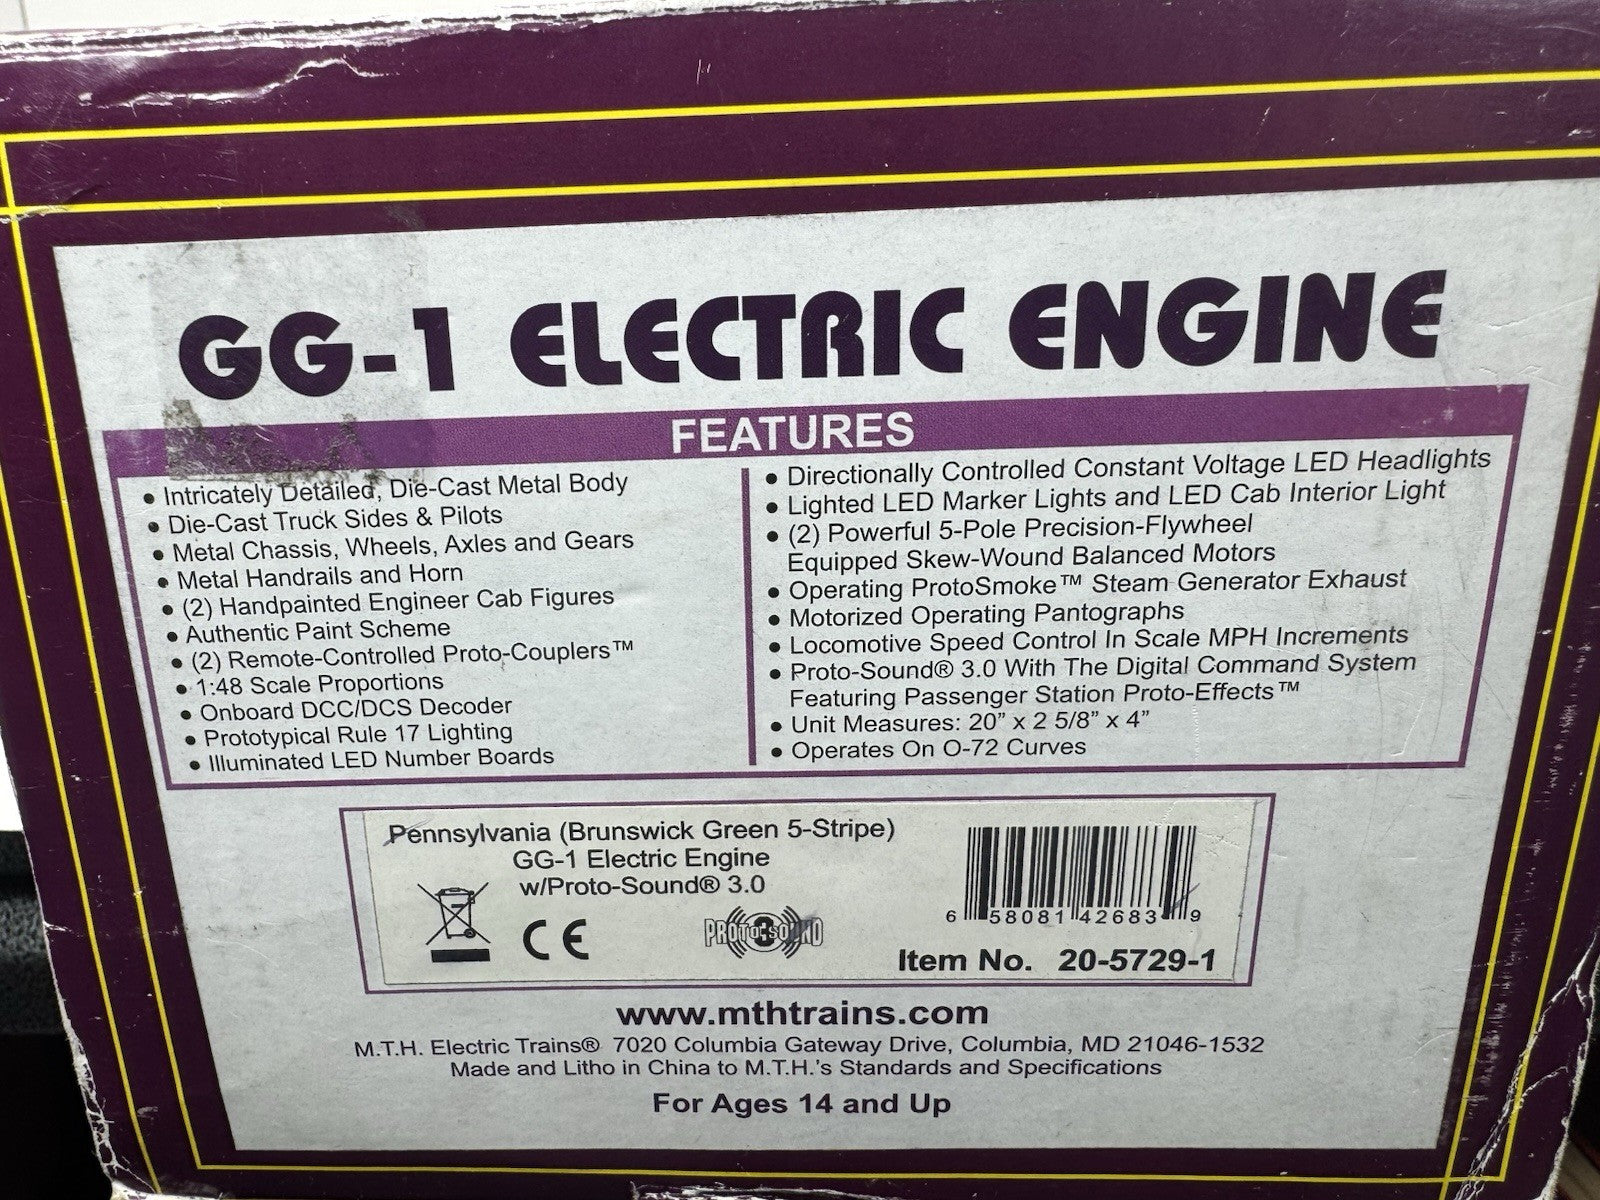 GG-1 ELECTRIC ENGINE
FEATURES
• Intricately Detailed, Die-Cast Metal Body
• Die-Cast Truck Sides & Pilots
• Metal Chassis, Wheels, Axles and Gears
• Metal Handrails and Horn
• (2) Handpainted Engineer Cab Figures
• Authentic Paint Scheme
• (2) Remote-Controlled Proto-Couplers™
• 1:48 Scale Proportions
• Onboard DCC/DCS Decoder
• Prototypical Rule 17 Lighting
• Illuminated LED Number Boards
• Directionally Controlled Constant Voltage LED Headlights
• Lighted LED Marker Lights and LED Cab Interior Light
• (2) Powerful 5-Pole Precision-Flywheel
Equipped Skew-Wound Balanced Motors
• Operating ProtoSmoke™ Steam Generator Exhaust
• Motorized Operating Pantographs
• Locomotive Speed Control In Scale MPH Increments
• Proto-Sound® 3.0 With The Digital Command System
Featuring Passenger Station Proto-Effects™
• Unit Measures: 20” x 2 5/8” x 4”
• Operates On O-72 Curves
Pennsylvania (Brunswick Green 5-Stripe)
GG-1 Electric Engine
w/Proto-Sound® 3.0
CE
PROTO-SOUND 3
6 58081 42683 9
Item No. 20-5729-1
www.mthtrains.com
M.T.H. Electric Trains® 7020 Columbia Gateway Drive, Columbia, MD 21046-1532
Made and Litho in China to M.T.H.'s Standards and Specifications
For Ages 14 and Up